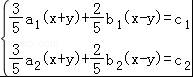 3/5 a₁(x+y)+2/5 b₁(x-y)=c₁
3/5 a₂(x+y)+2/5 b₂(x-y)=c₂